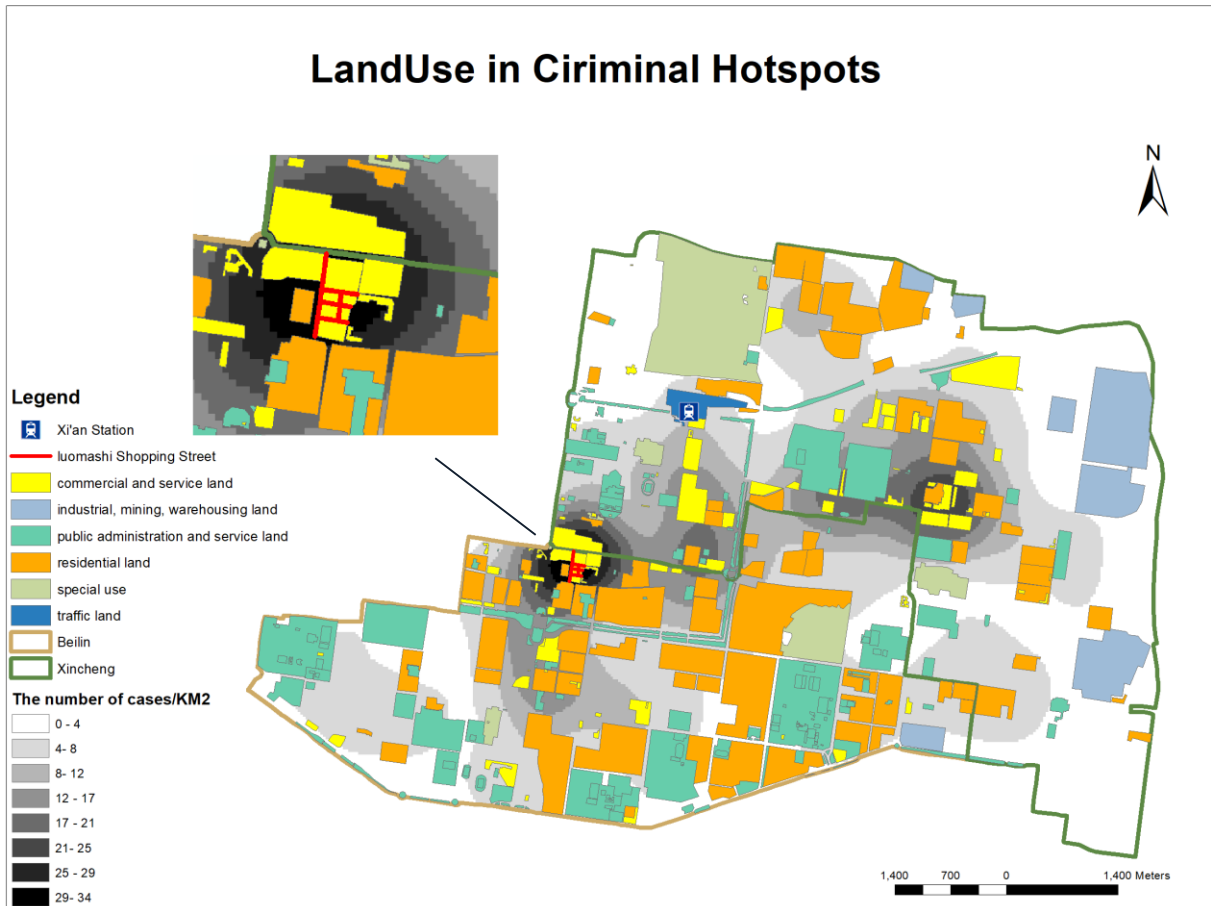 LandUse in Ciriminal Hotspots
N
Legend
Xi'an Station
luomashi Shopping Street
commercial and service land
industrial, mining, warehousing land
public administration and service land
residential land
special use
traffic land
Beilin
Xincheng
The number of cases/KM2
0 - 4
4 - 8
8- 12
12 - 17
17 - 21
21- 25
25 - 29
29- 34
1,400 700 0 1,400 Meters